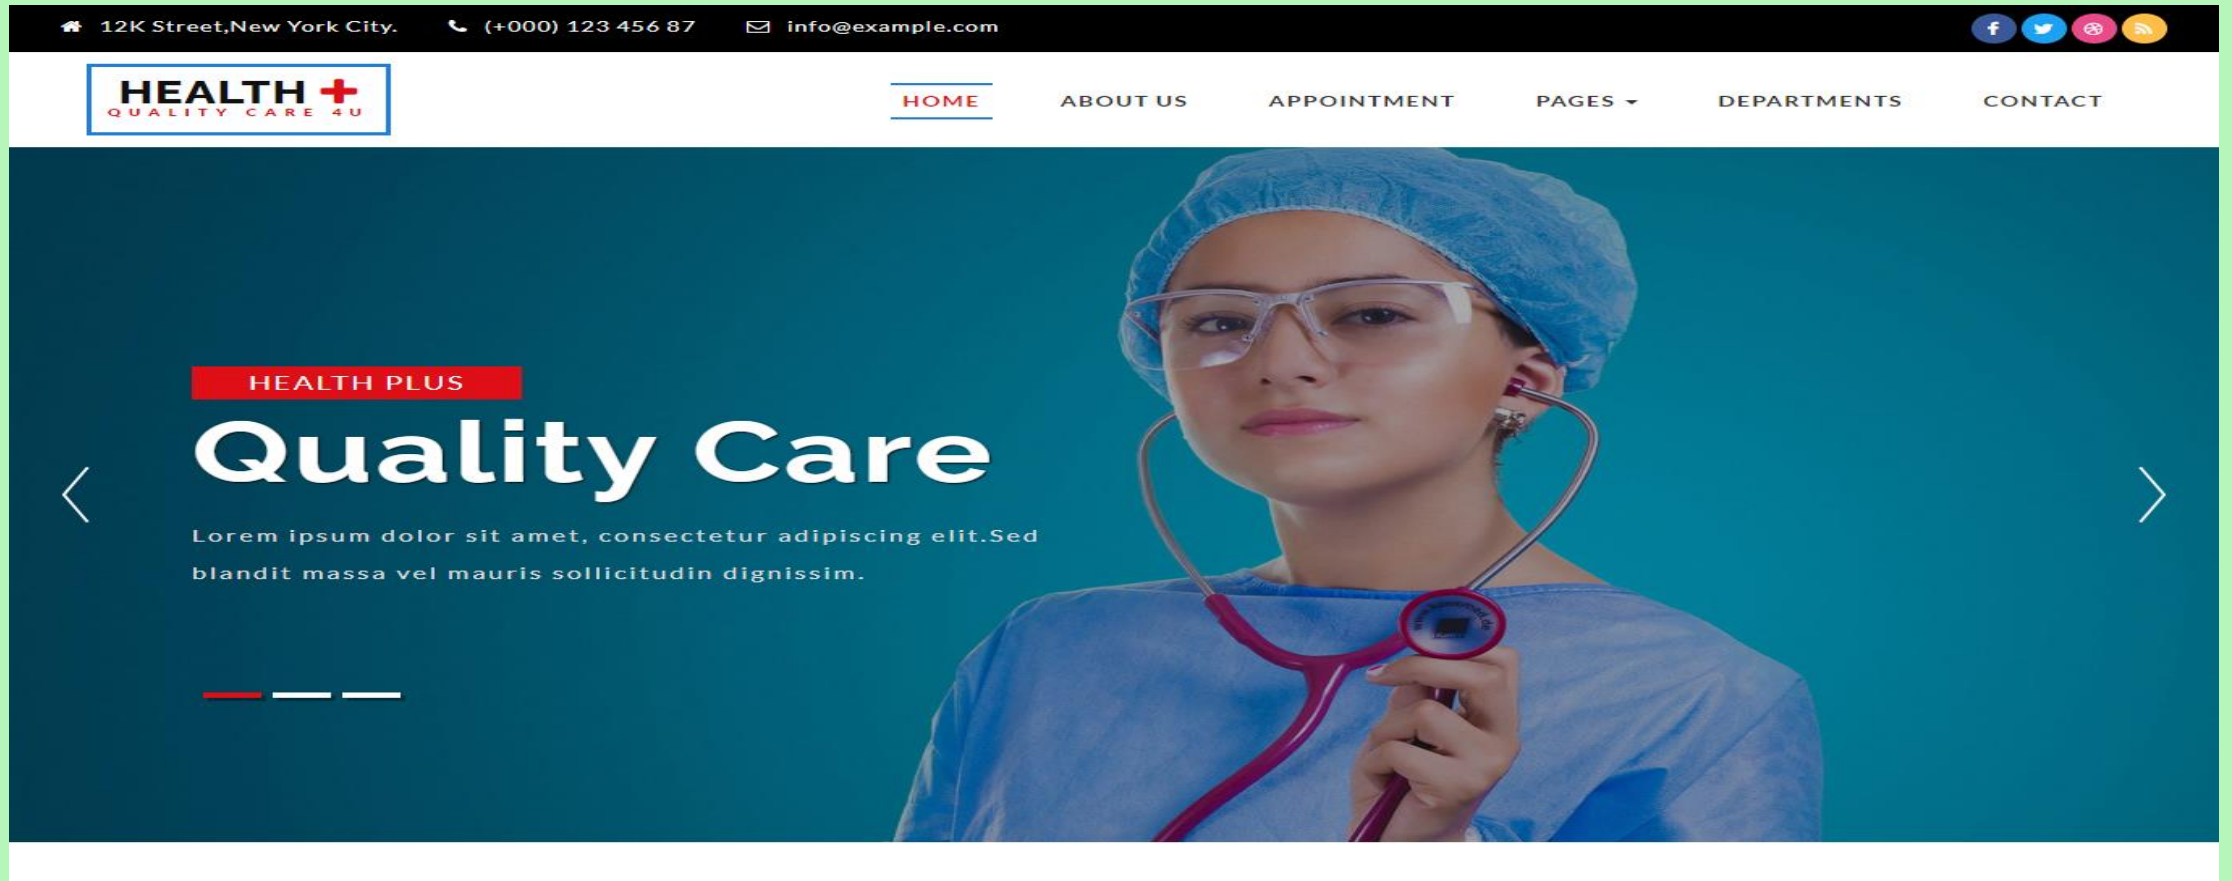 12K Street,New York City. (+000) 123 456 87 info@example.com
HEALTH
QUALITY CARE 4U
HOME ABOUT US APPOINTMENT PAGES DEPARTMENTS CONTACT
HEALTH PLUS
Quality Care
Lorem ipsum dolor sit amet, consectetur adipiscing elit.Sed
blandit massa vel mauris sollicitudin dignissim.